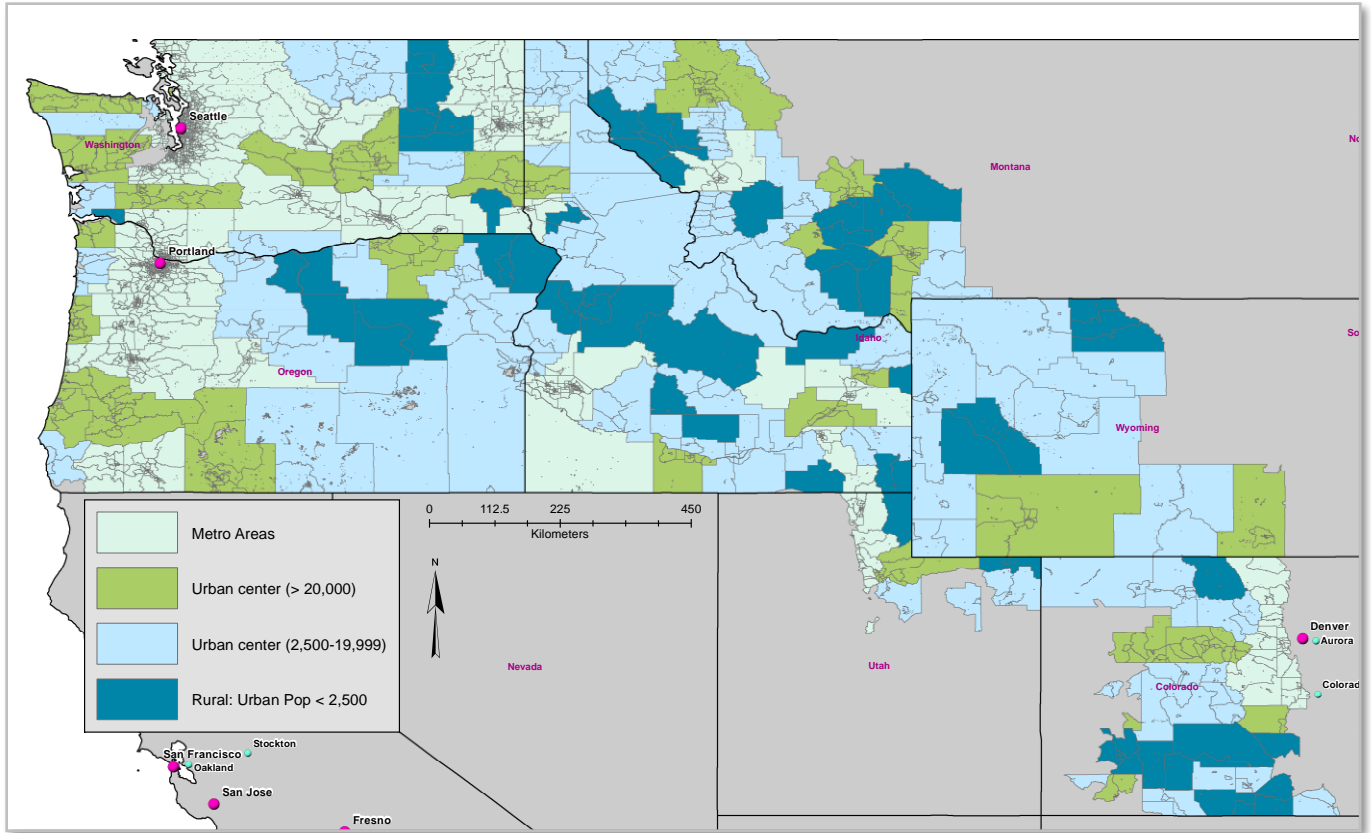 Seattle
Washington
Montana
No
Portland
Idaho
So
Oregon
Wyoming
0 112.5 225 450
Kilometers
N
Metro Areas
Urban center (> 20,000)
Urban center (2,500-19,999)
Rural: Urban Pop < 2,500
Nevada
Utah
Denver
Aurora
Colorado
Colorad
Stockton
San Francisco
Oakland
San Jose
Fresno